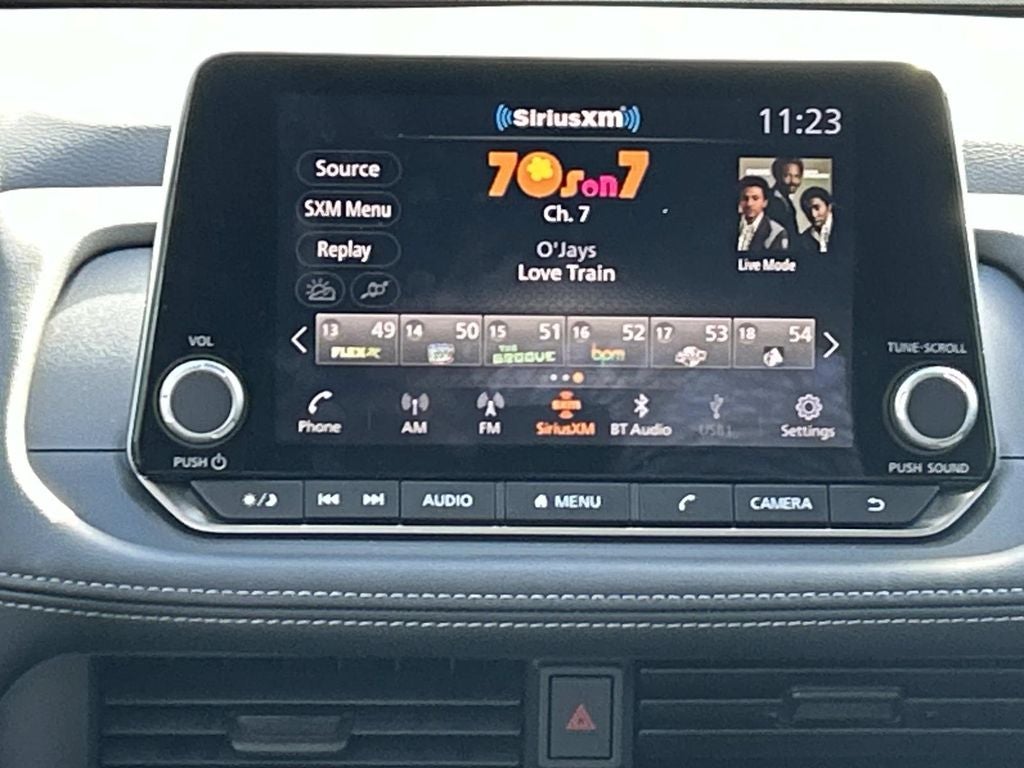 SiriusXM
11:23
Source
SXM Menu
Replay
70s on 7
Ch. 7
O'Jays
Love Train
Live Mode
13 49 14 50 15 51 16 52 17 53 18 54
FLEX THE GROOVE bpm
Phone AM FM SiriusXM BT Audio USB1 Settings
VOL
PUSH
TUNE·SCROLL
PUSH SOUND
AUDIO MENU CAMERA